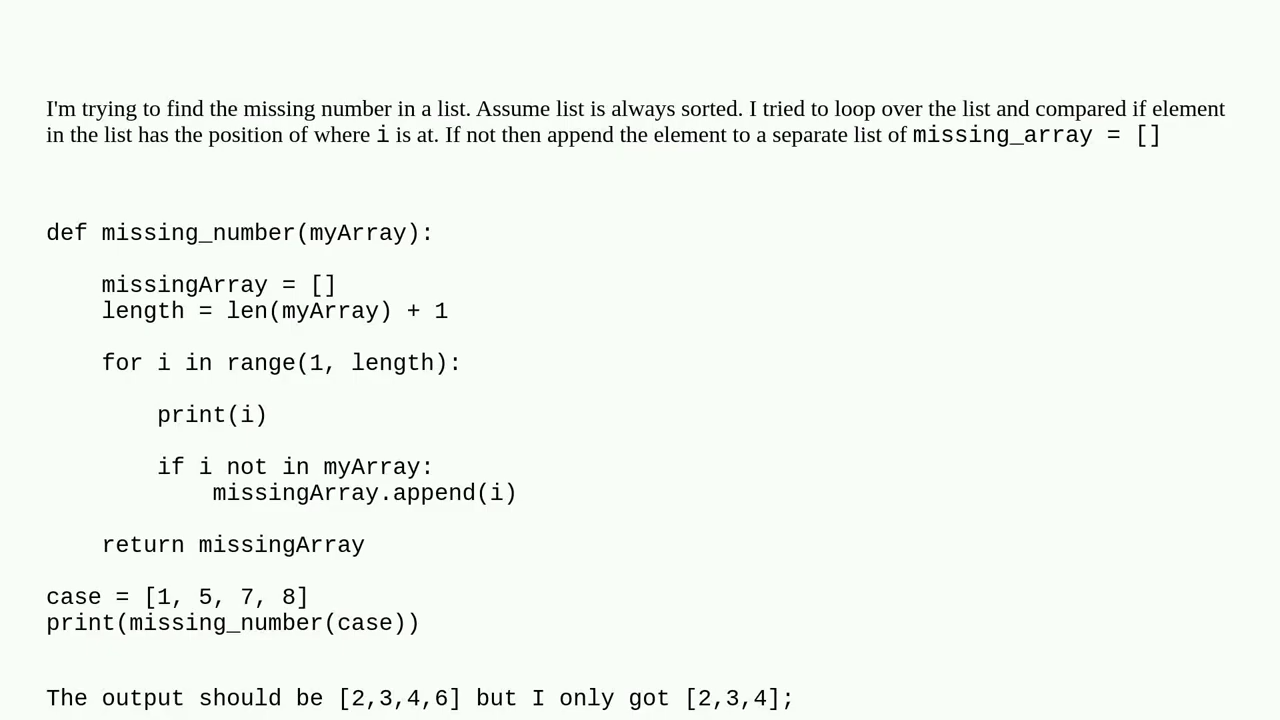 I'm trying to find the missing number in a list. Assume list is always sorted. I tried to loop over the list and compared if element
in the list has the position of where i is at. If not then append the element to a separate list of missing_array = []
def missing_number(myArray):
    missingArray = []
    length = len(myArray) + 1
    for i in range(1, length):
        print(i)
        if i not in myArray:
            missingArray.append(i)
    return missingArray
case = [1, 5, 7, 8]
print(missing_number(case))
The output should be [2,3,4,6] but I only got [2,3,4];